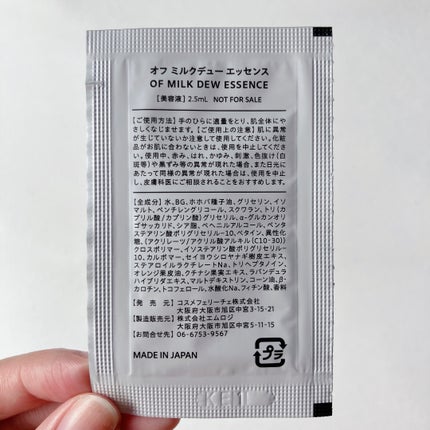 オフ ミルクデュー エッセンス
OF MILK DEW ESSENCE
［美容液］2.5mL NOT FOR SALE
【ご使用方法】手のひらに適量をとり、肌全体にや
さしくなじませます。【ご使用上の注意】肌に異常
が生じていないか注意して使用してください。化粧
品がお肌に合わないときは、使用を中止してくださ
い。使用中、赤み、はれ、かゆみ、刺激、色抜け(白
斑等)や黒ずみ等の異常が現れた場合、また日光に
あたって同様の異常が現れた場合は、使用を中止
し、皮膚科医にご相談されることをおすすめします。
【全成分】水、BG、ホホバ種子油、グリセリン、イソ
マルト、ペンチレングリコール、スクワラン、トリ(カ
プリル酸/カプリン酸)グリセリル、α-グルカンオリ
ゴサッカリド、シア脂、ベヘニルアルコール、ペンタ
ステアリン酸ポリグリセリル-10、ベタイン、異性化
糖、(アクリレーツ/アクリル酸アルキル(C10-30))
クロスポリマー、イソステアリン酸ポリグリセリル
-10、カルボマー、セイヨウシロヤナギ樹皮エキス、
ステアロイルラクチレートNa、トリヘプタノイン、
オレンジ果皮油、クチナシ果実エキス、ラバンデュラ
ハイブリダエキス、マルトデキストリン、コーン油、β-
カロチン、トコフェロール、水酸化Na、フィチン酸、香料
発売元 コスメフェリーチェ株式会社
大阪府大阪市旭区中宮3-15-21
製造販売元 株式会社エムロジ
大阪府大阪市旭区中宮5-11-15
お問合せ先 06-6753-9567
MADE IN JAPAN
プラ